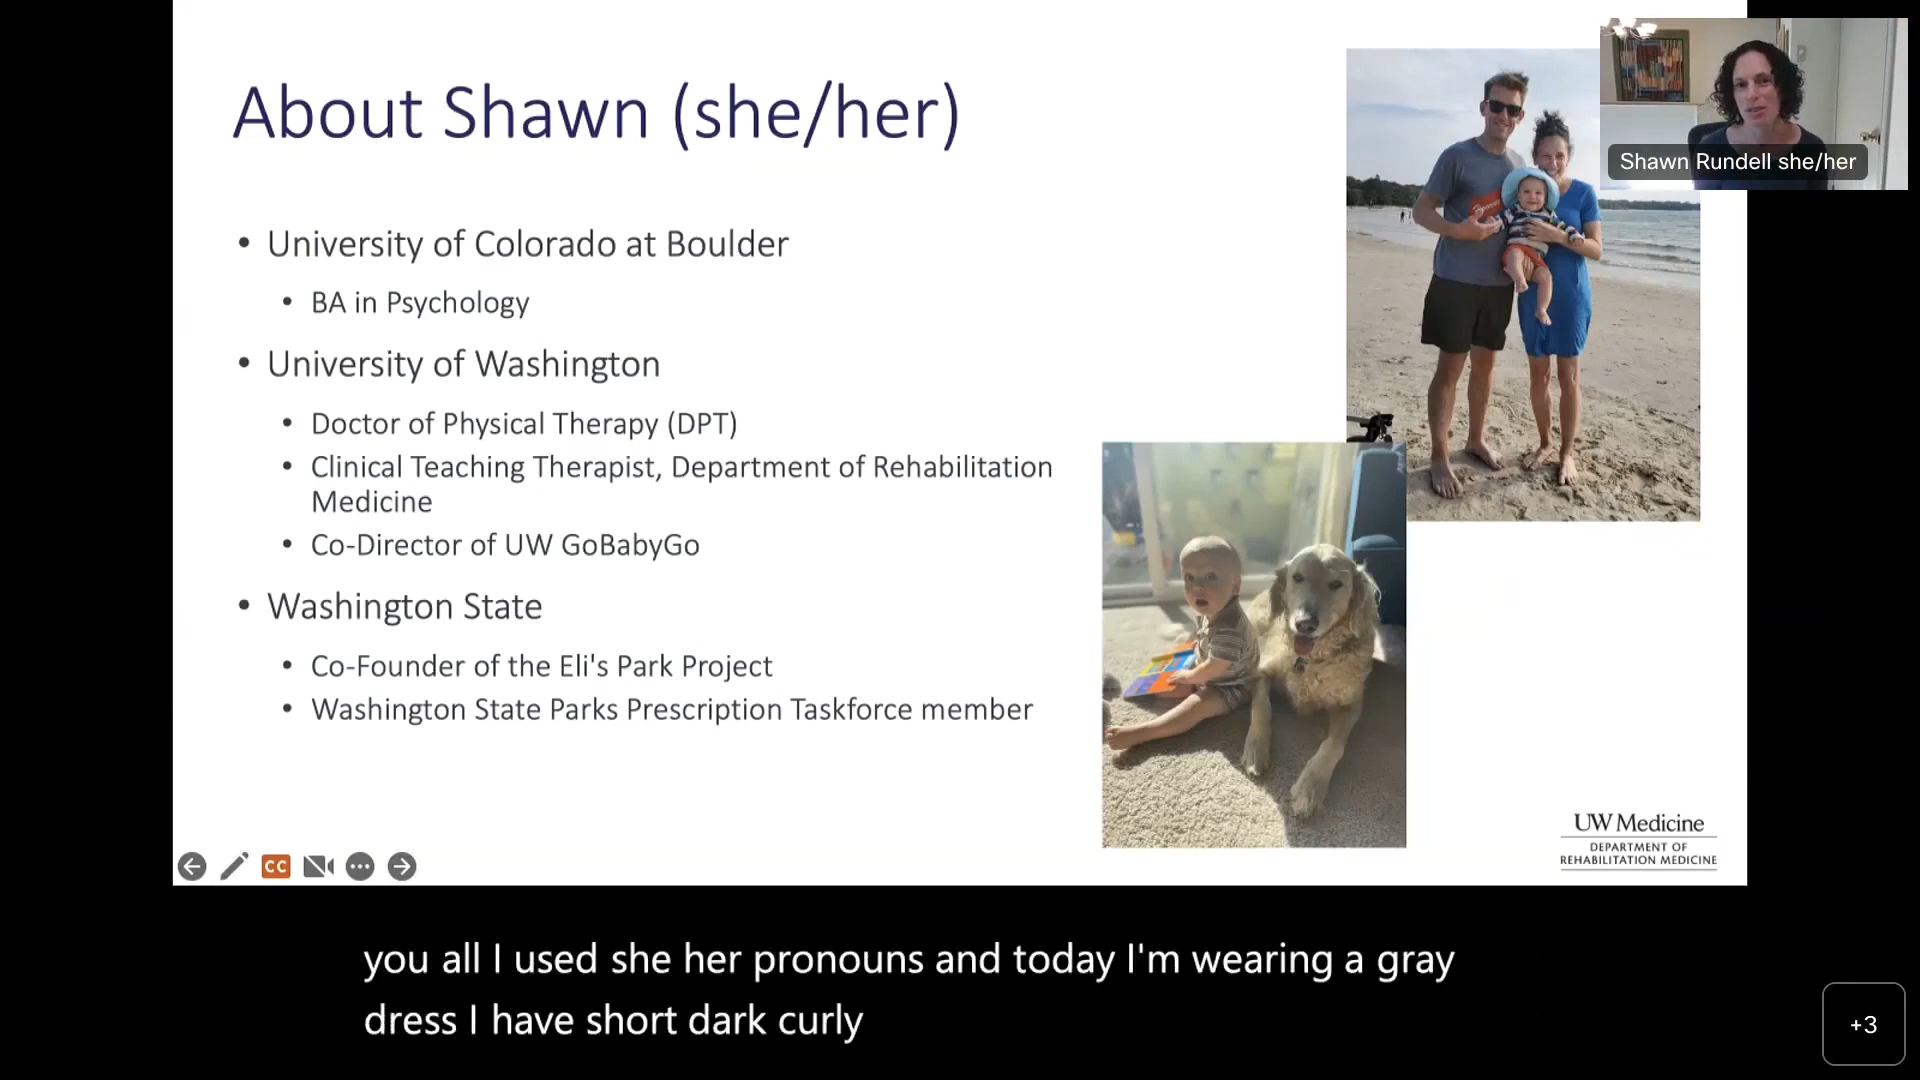 About Shawn (she/her)
• University of Colorado at Boulder
• BA in Psychology
• University of Washington
• Doctor of Physical Therapy (DPT)
• Clinical Teaching Therapist, Department of Rehabilitation
Medicine
• Co-Director of UW GoBabyGo
• Washington State
• Co-Founder of the Eli's Park Project
• Washington State Parks Prescription Taskforce member
Shawn Rundell she/her
UW Medicine
DEPARTMENT OF
REHABILITATION MEDICINE
CC
you all I used she her pronouns and today I'm wearing a gray
dress I have short dark curly
+3